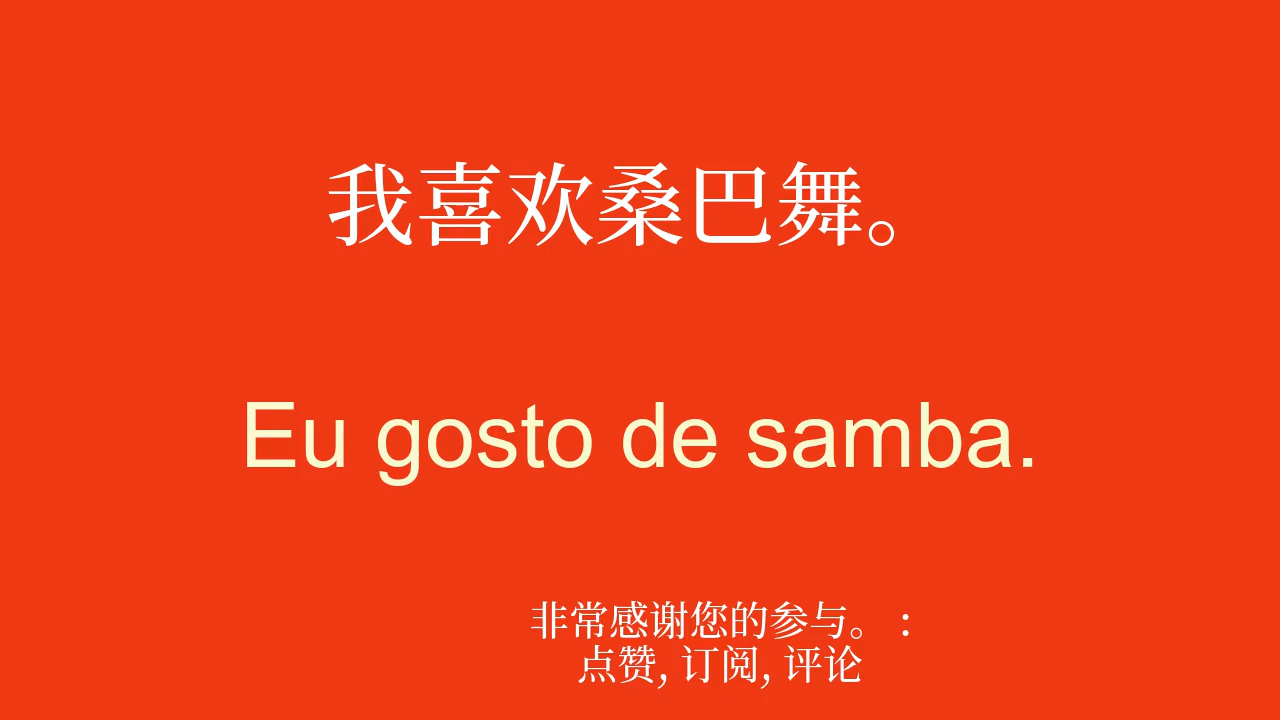 我喜欢桑巴舞。
Eu gosto de samba.
非常感谢您的参与。 :
点赞, 订阅, 评论